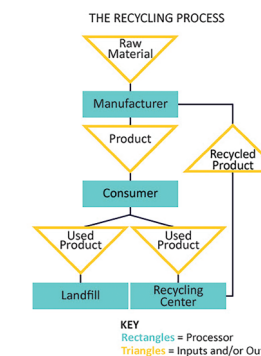 THE RECYCLING PROCESS
Raw
Material
Manufacturer
Product
Recycled
Product
Consumer
Used
Product
Used
Product
Landfill
Recycling
Center
KEY
Rectangles = Processor
Triangles = Inputs and/or Ou